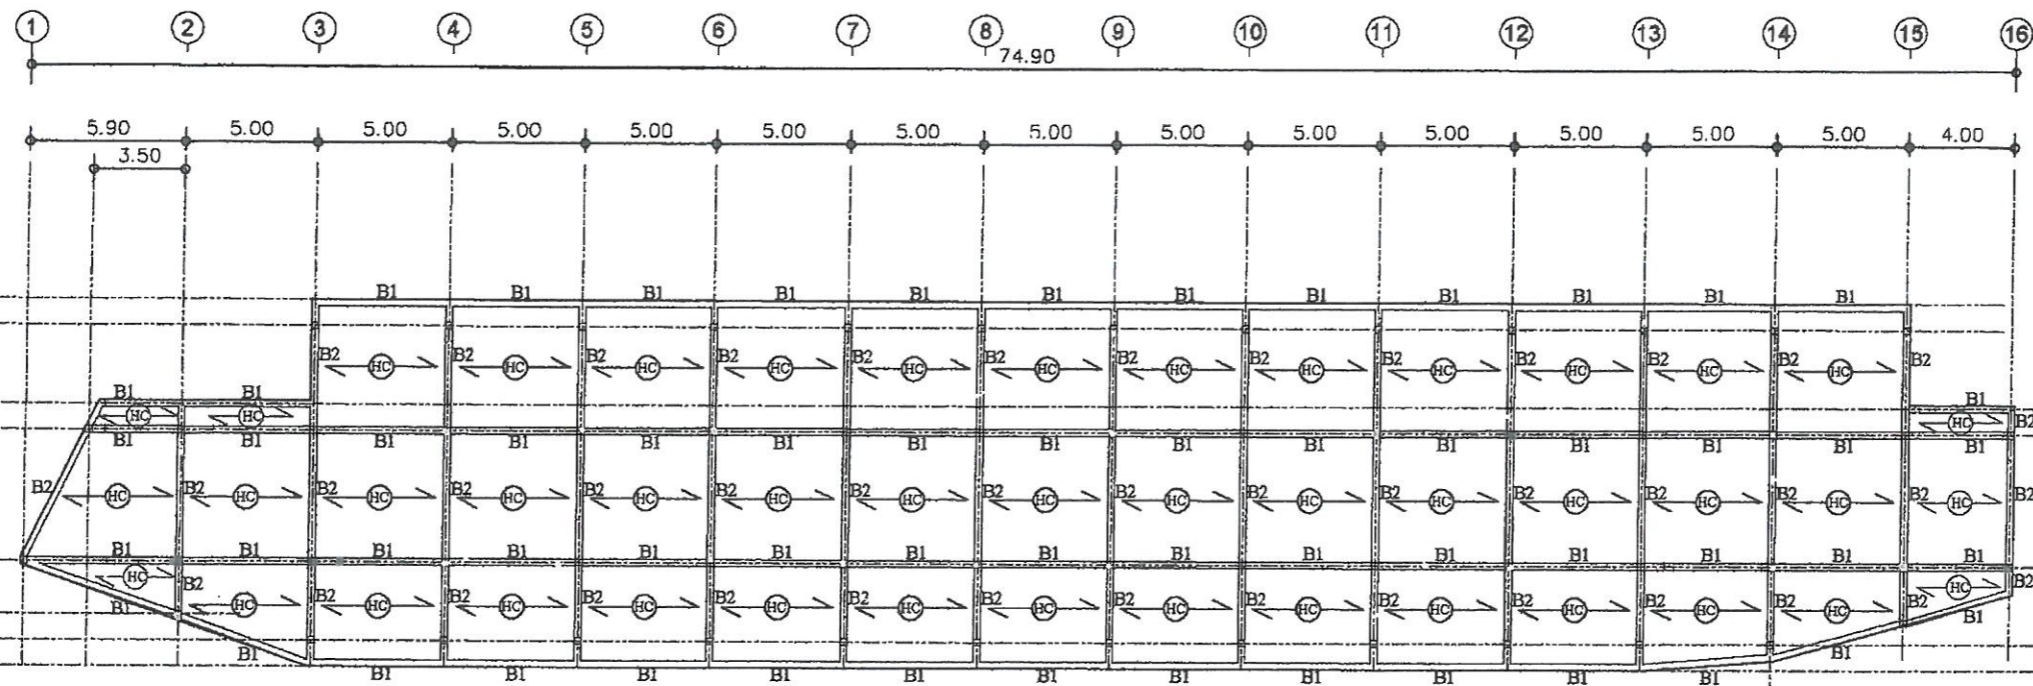 1 2 3 4 5 6 7 8 9 10 11 12 13 14 15 16
74.90
5.90 5.00 5.00 5.00 5.00 5.00 5.00 5.00 5.00 5.00 5.00 5.00 5.00 5.00 4.00
3.50
B1 B1 B1 B1 B1 B1 B1 B1 B1 B1 B1 B1
B2 HC B2 HC B2 HC B2 HC B2 HC B2 HC B2 HC B2 HC B2 HC B2 HC B2 HC B2 HC B2
B1 B1 B1
HC HC HC B2
B1 B1 B1 B1 B1 B1 B1 B1 B1 B1 B1 B1 B1 B1 B1
B2 HC B2 HC B2 HC B2 HC B2 HC B2 HC B2 HC B2 HC B2 HC B2 HC B2 HC B2 HC B2 HC B2 HC B2 HC B2
B1 B1 B1 B1 B1 B1 B1 B1 B1 B1 B1 B1 B1 B1 B1
HC HC B2
B2 HC B2 HC B2 HC B2 HC B2 HC B2 HC B2 HC B2 HC B2 HC B2 HC B2 HC B2 HC B2 HC B2
B1 B1
B1 B1
B1 B1 B1 B1 B1 B1 B1 B1 B1 B1 B1